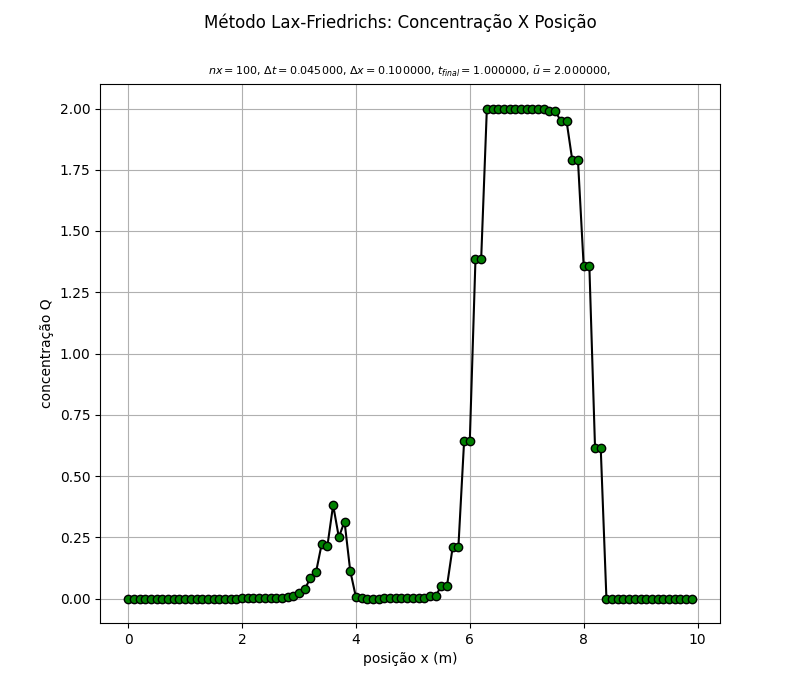 Método Lax-Friedrichs: Concentração X Posição
nx = 100, Δt = 0.045000, Δx = 0.100000, t_final = 1.000000, ū = 2.000000,
concentração Q
2.00
1.75
1.50
1.25
1.00
0.75
0.50
0.25
0.00
0 2 4 6 8 10
posição x (m)